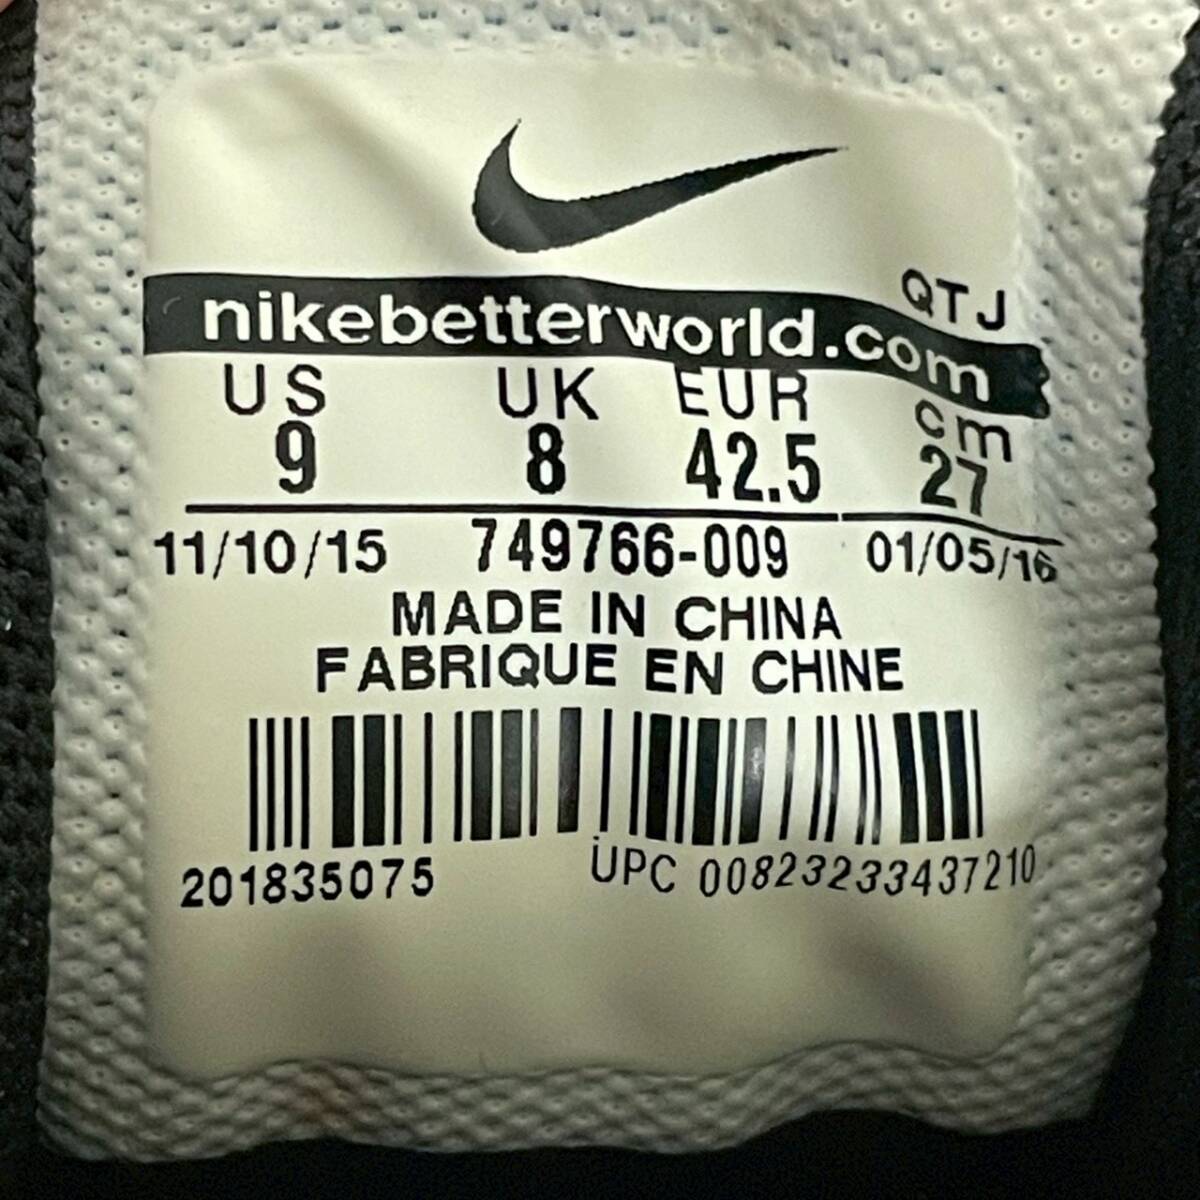 QTJ
nikebetterworld.com
US UK EUR cm
9 8 42.5 27
11/10/15 749766-009 01/05/16
MADE IN CHINA
FABRIQUE EN CHINE
201835075 UPC 00823233437210